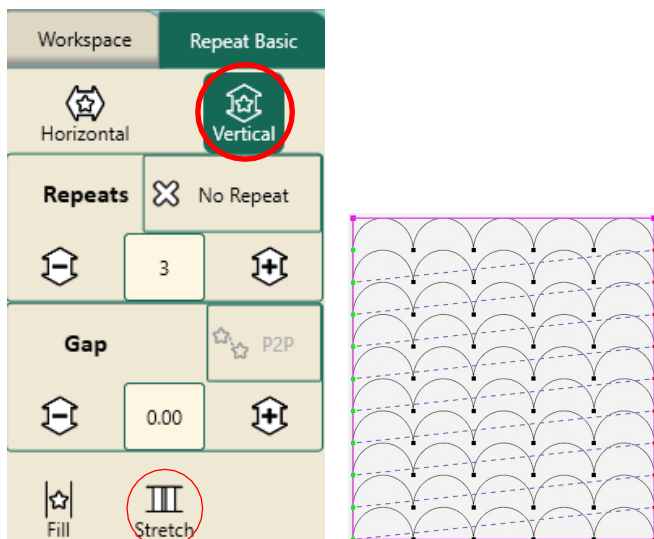 Workspace Repeat Basic
Horizontal Vertical
Repeats No Repeat
3
Gap P2P
0.00
Fill Stretch